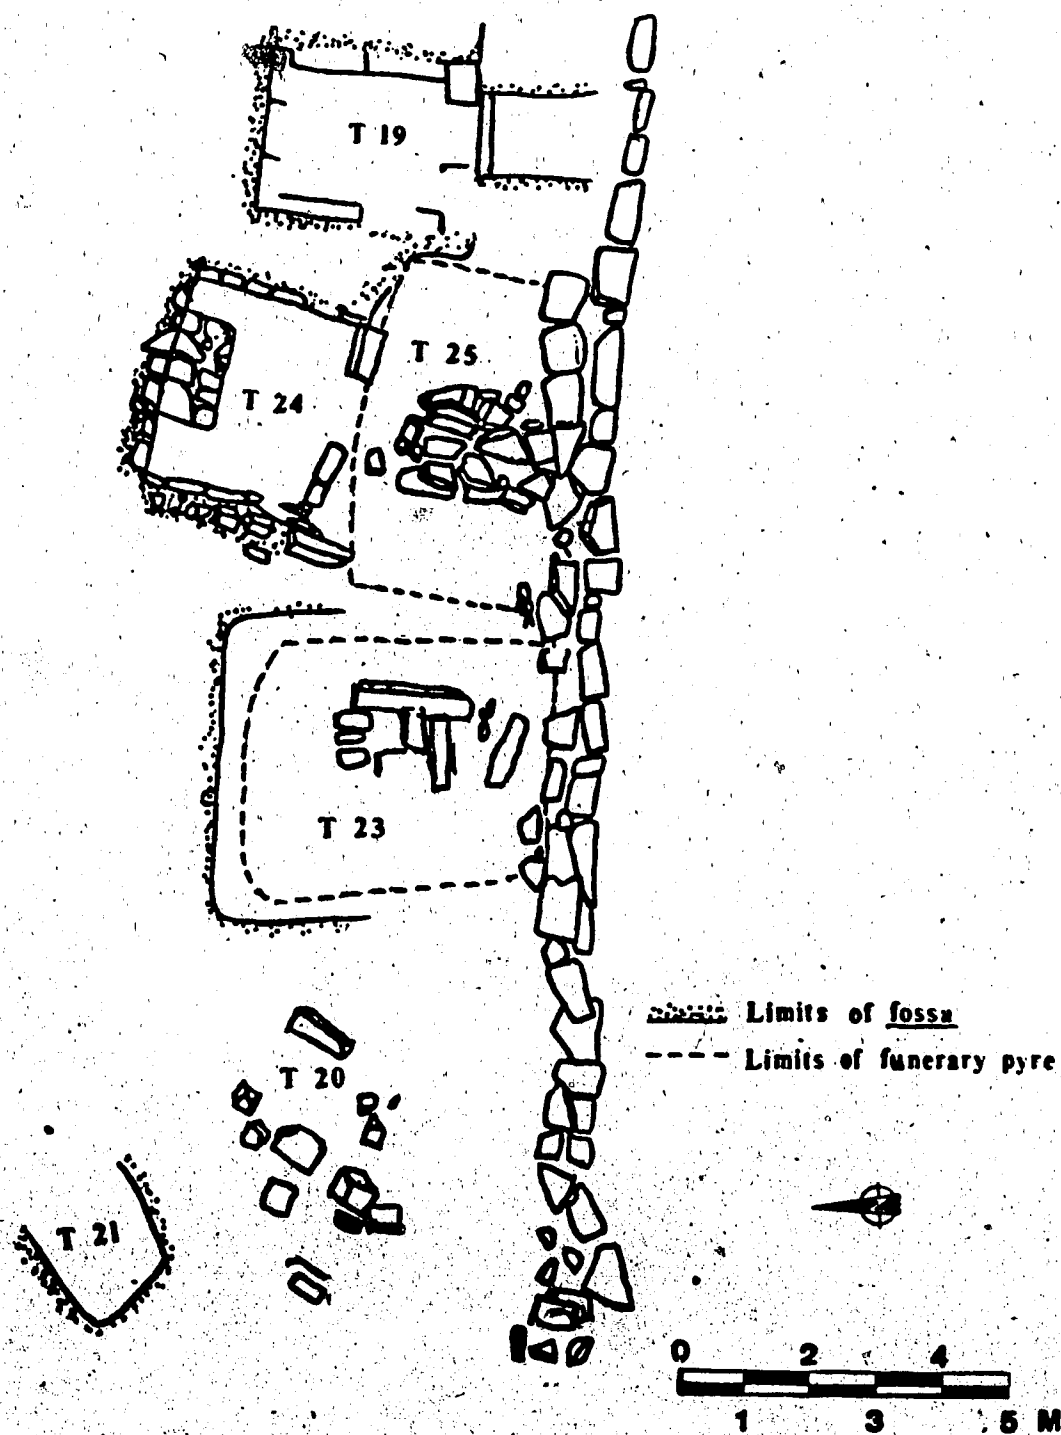 T 19
T 25
T 24
T 23
Limits of fossa
Limits of funerary pyre
T 20
T 21
0 2 4
1 3 5 M